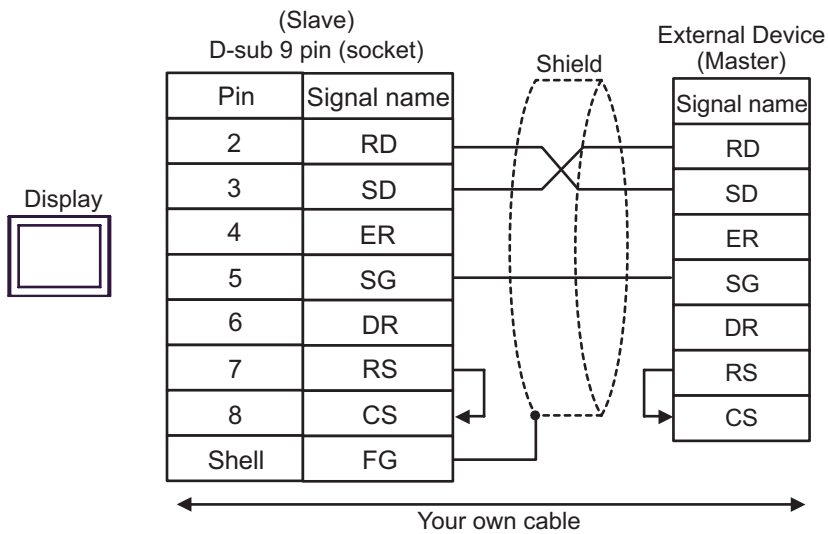 (Slave)
D-sub 9 pin (socket)
External Device
(Master)
Shield
Display
Pin Signal name
2 RD
3 SD
4 ER
5 SG
6 DR
7 RS
8 CS
Shell FG
Signal name
RD
SD
ER
SG
DR
RS
CS
Your own cable